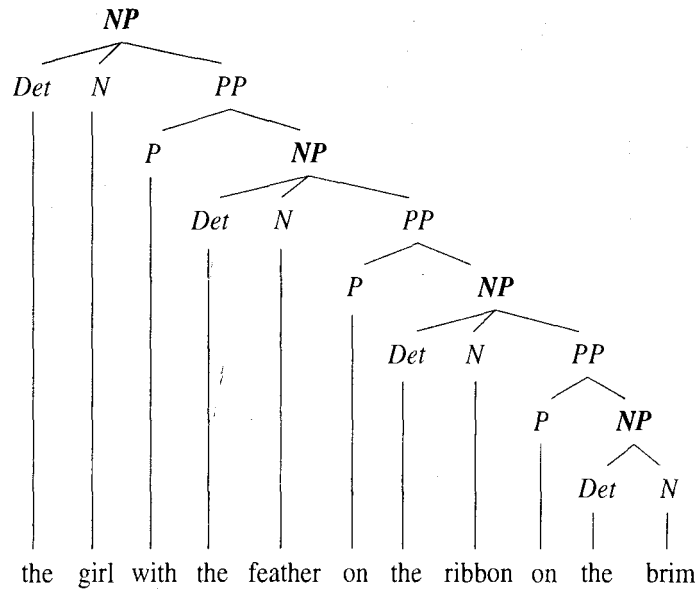 NP
Det N PP
P NP
Det N PP
P NP
Det N PP
P NP
Det N
the girl with the feather on the ribbon on the brim